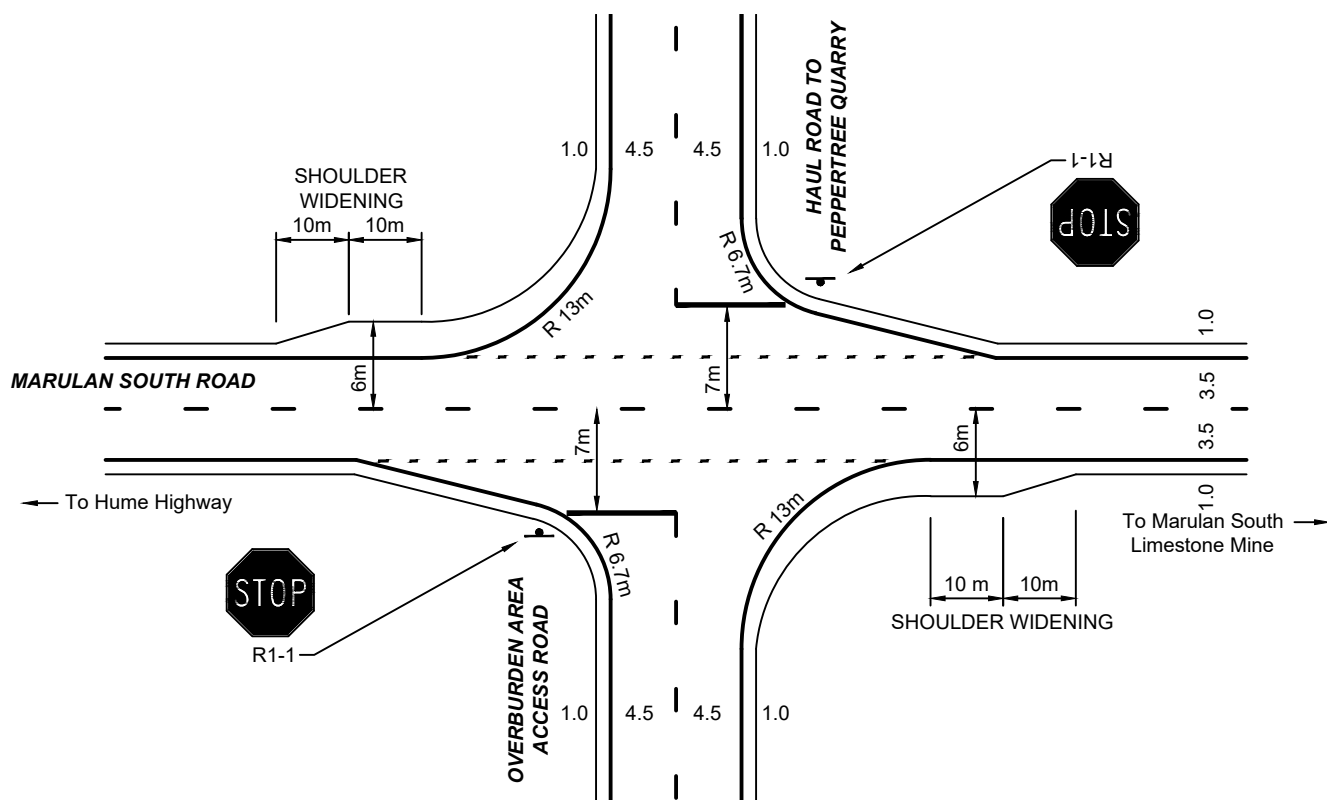 HAUL ROAD TO
PEPPERTREE QUARRY
R1-1
STOP
1.0
4.5
4.5
1.0
SHOULDER
WIDENING
10m
10m
R 6.7m
R 13m
1.0
MARULAN SOUTH ROAD
6m
7m
3.5
7m
6m
3.5
To Hume Highway
R 13m
1.0
To Marulan South
Limestone Mine
R 6.7m
STOP
10 m
10m
SHOULDER WIDENING
R1-1
OVERBURDEN AREA
ACCESS ROAD
1.0
4.5
4.5
1.0